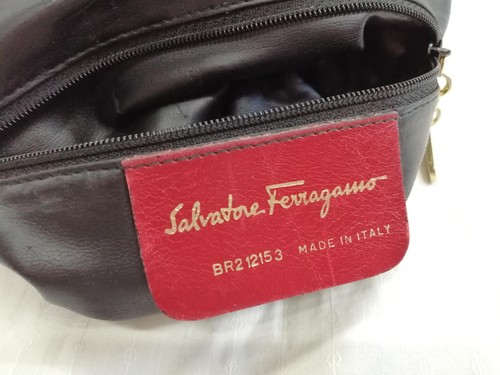 Salvatore Ferragamo
BR212153 MADE IN ITALY